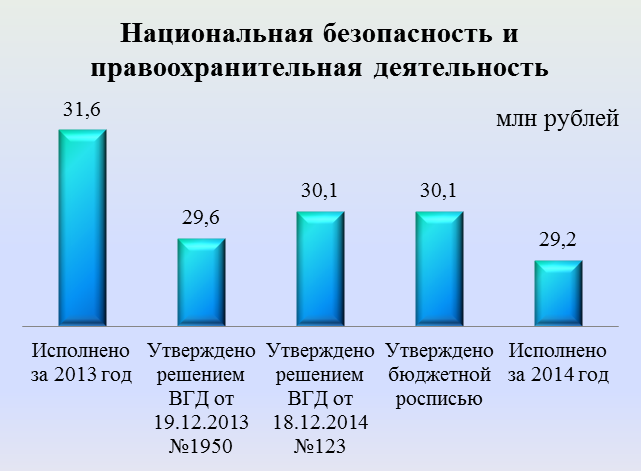 Национальная безопасность и
правоохранительная деятельность
млн рублей
31,6
29,6
30,1
30,1
29,2
Исполнено
за 2013 год
Утверждено
решением
ВГД от
19.12.2013
№1950
Утверждено
решением
ВГД от
18.12.2014
№123
Утверждено
бюджетной
росписью
Исполнено
за 2014 год